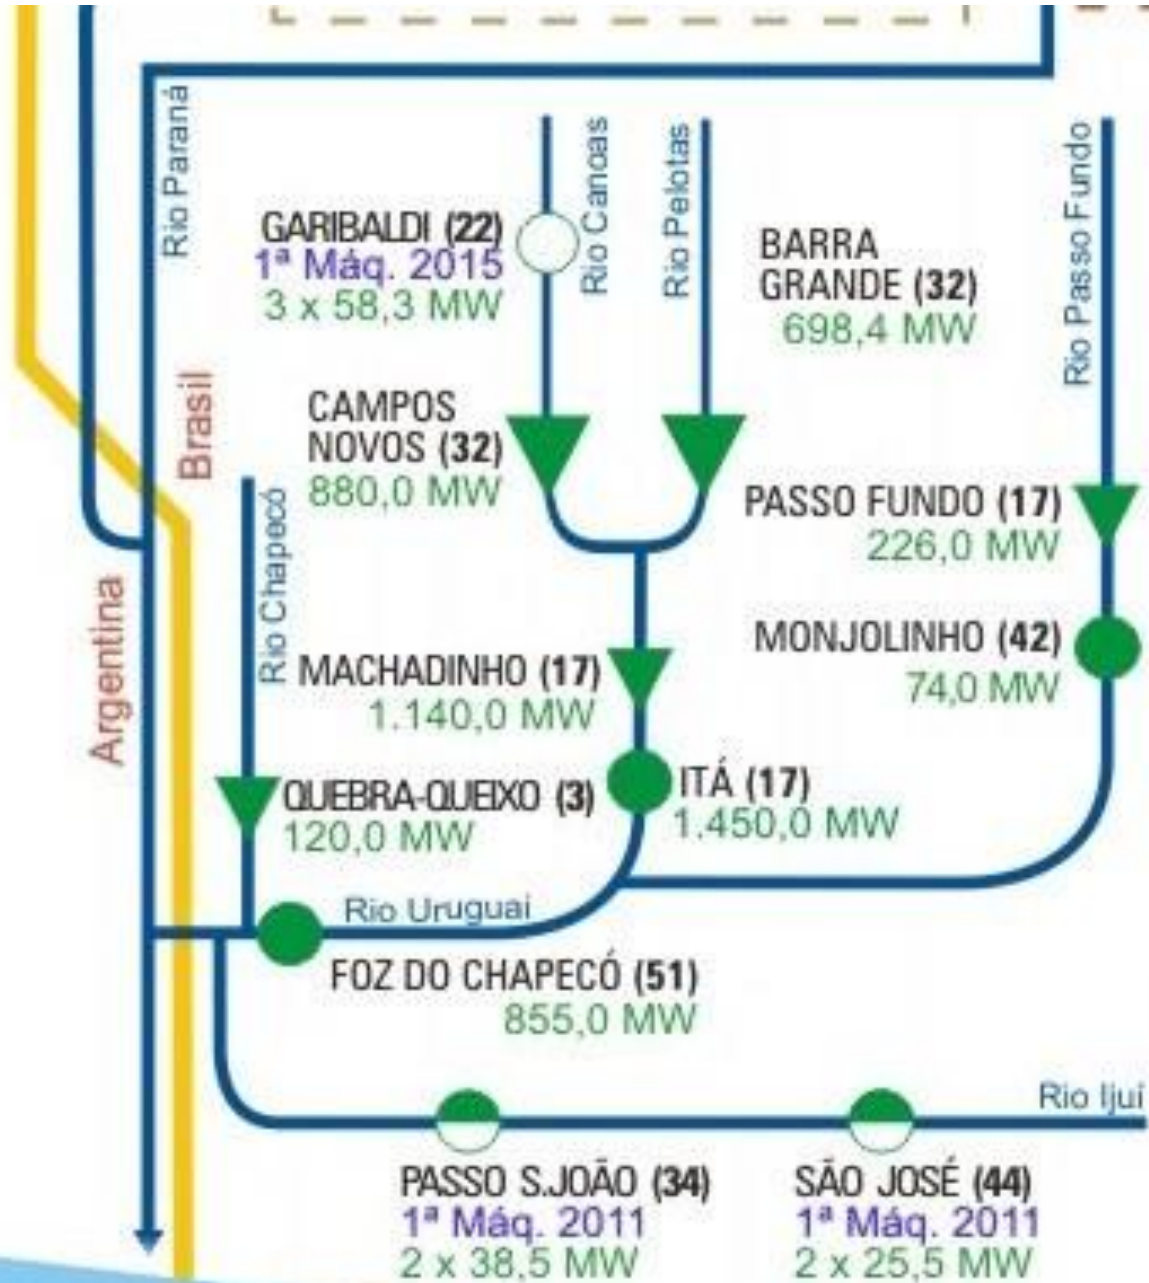 Rio Paraná
Rio Canoas
Rio Pelotas
Rio Passo Fundo
GARIBALDI (22)
1ª Máq. 2015
3 x 58,3 MW
BARRA
GRANDE (32)
698,4 MW
Brasil
CAMPOS
NOVOS (32)
880,0 MW
Rio Chapecó
PASSO FUNDO (17)
226,0 MW
Argentina
MACHADINHO (17)
1.140,0 MW
MONJOLINHO (42)
74,0 MW
QUEBRA-QUEIXO (3)
120,0 MW
ITÁ (17)
1.450,0 MW
Rio Uruguai
FOZ DO CHAPECÓ (51)
855,0 MW
Rio Ijuí
PASSO S.JOÃO (34)
1ª Máq. 2011
2 x 38,5 MW
SÃO JOSÉ (44)
1ª Máq. 2011
2 x 25,5 MW